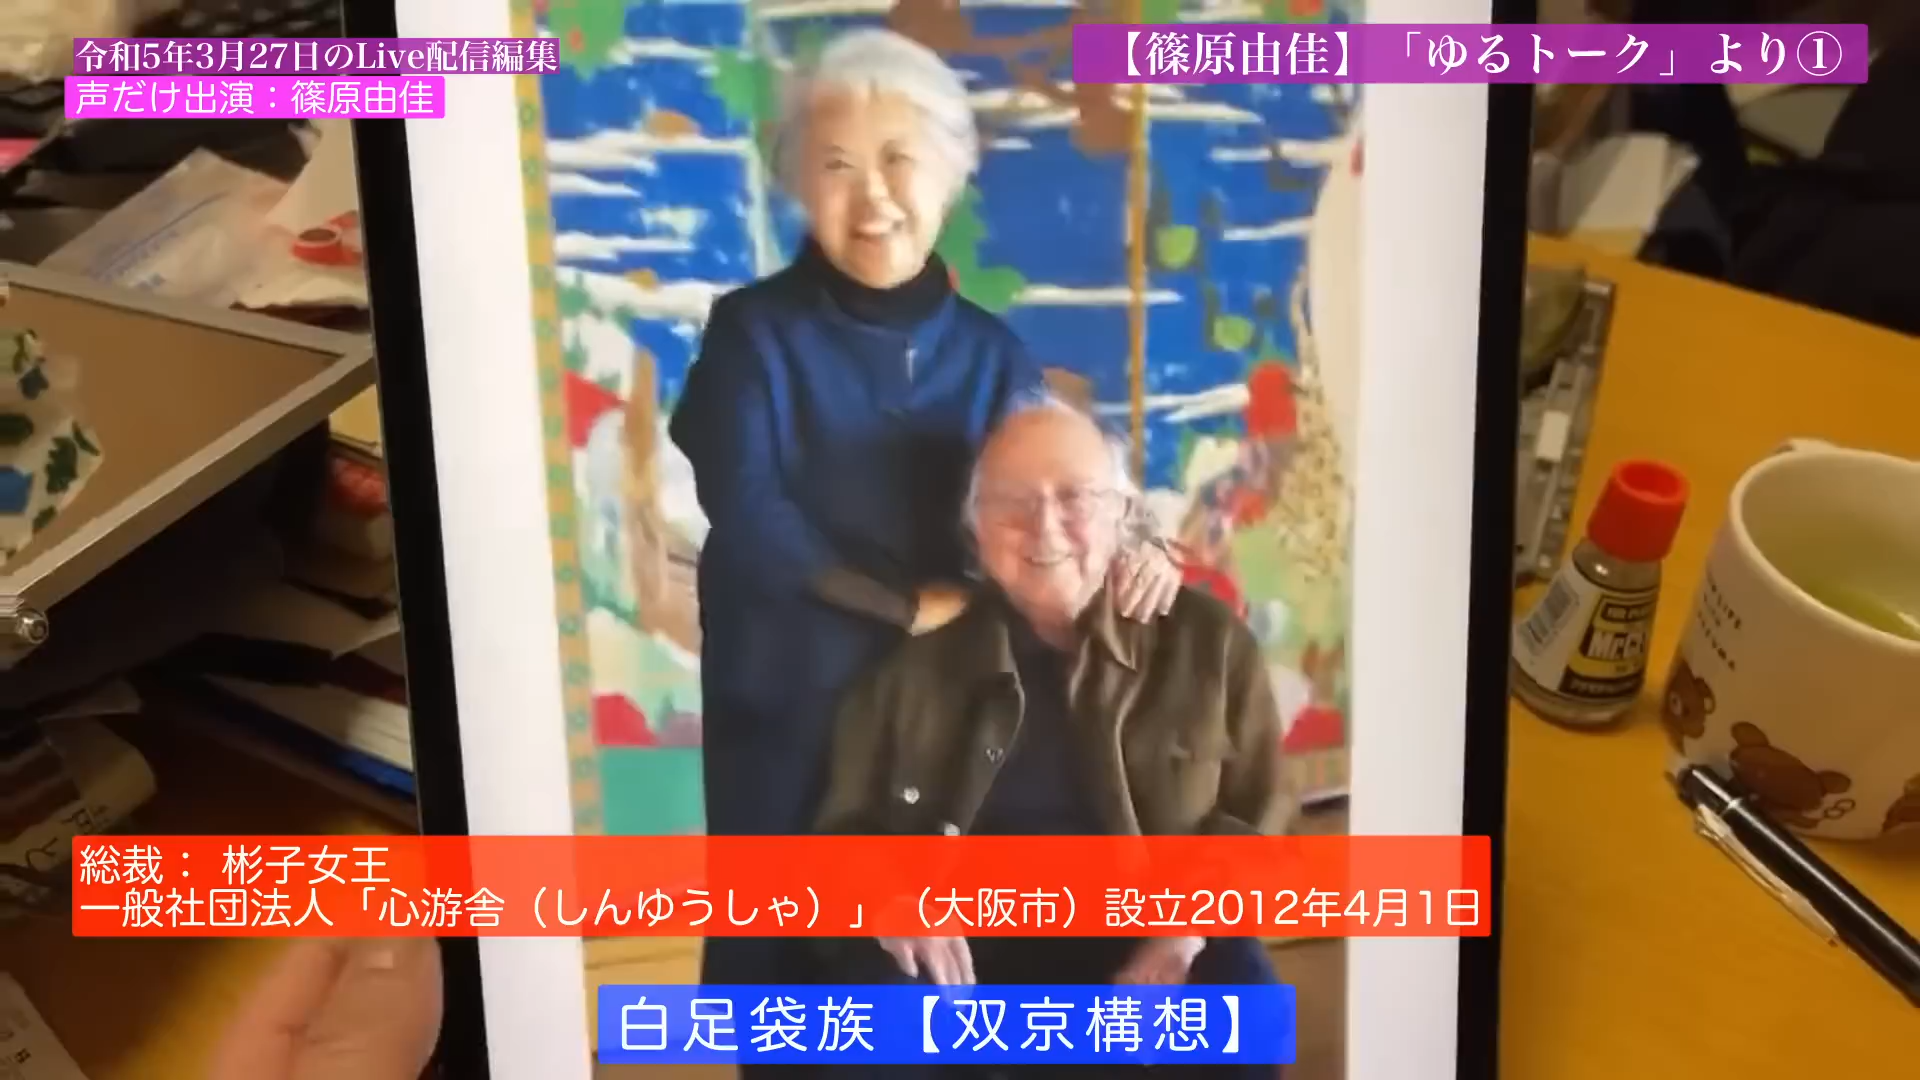 令和5年3月27日のLive配信編集
声だけ出演：篠原由佳
【篠原由佳】「ゆるトーク」より①
総裁： 彬子女王
一般社団法人「心游舎（しんゆうしゃ）」（大阪市）設立2012年4月1日
白足袋族【双京構想】